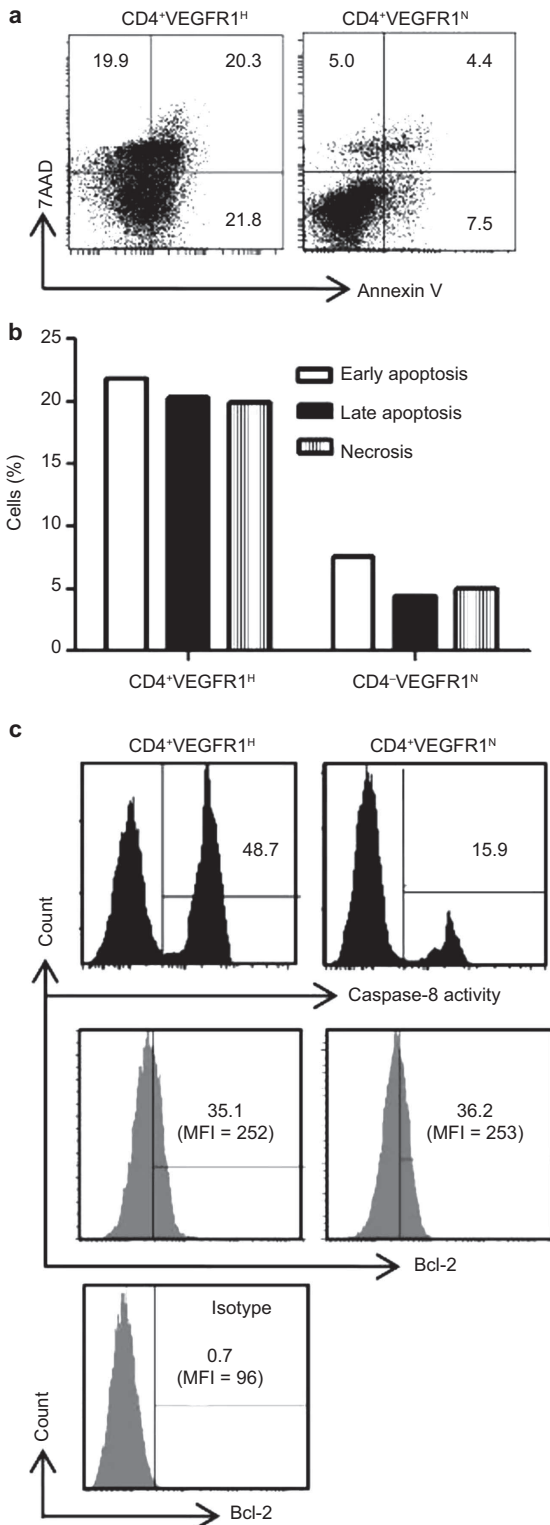 a
CD4⁺VEGFR1ᴴ
CD4⁺VEGFR1ᴺ
19.9
20.3
5.0
4.4
21.8
7.5
7AAD
Annexin V
b
25
20
15
10
5
0
Cells (%)
Early apoptosis
Late apoptosis
Necrosis
CD4⁺VEGFR1ᴴ
CD4⁻VEGFR1ᴺ
c
CD4⁺VEGFR1ᴴ
CD4⁺VEGFR1ᴺ
48.7
15.9
Count
Caspase-8 activity
35.1
(MFI = 252)
36.2
(MFI = 253)
Bcl-2
Isotype
0.7
(MFI = 96)
Count
Bcl-2